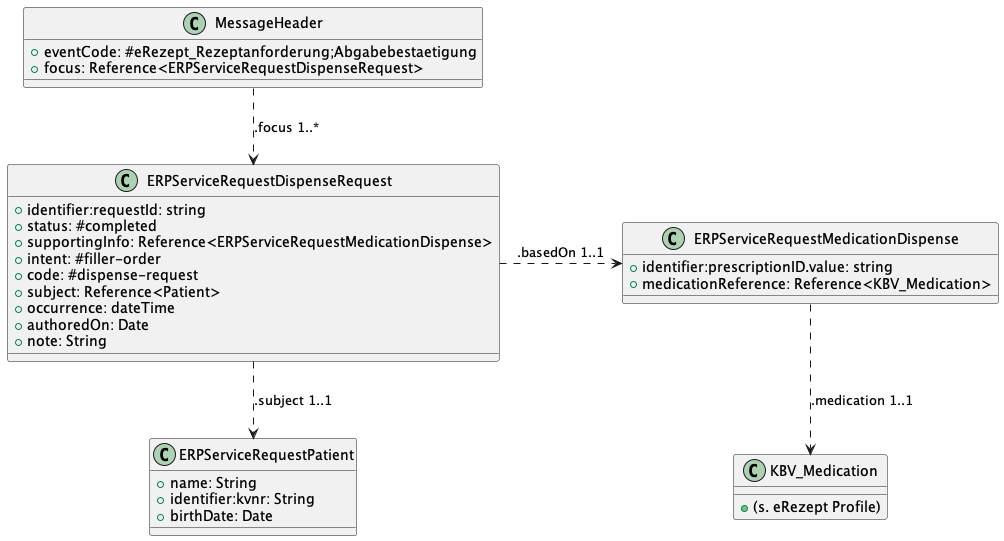 C MessageHeader
eventCode: #eRezept_Rezeptanforderung;Abgabebestaetigung
focus: Reference<ERPServiceRequestDispenseRequest>
.focus 1..*
C ERPServiceRequestDispenseRequest
identifier:requestId: string
status: #completed
supportingInfo: Reference<ERPServiceRequestMedicationDispense>
intent: #filler-order
code: #dispense-request
subject: Reference<Patient>
occurrence: dateTime
authoredOn: Date
note: String
.basedOn 1..1
C ERPServiceRequestMedicationDispense
identifier:prescriptionID.value: string
medicationReference: Reference<KBV_Medication>
.subject 1..1
.medication 1..1
C ERPServiceRequestPatient
name: String
identifier:kvnr: String
birthDate: Date
C KBV_Medication
(s. eRezept Profile)